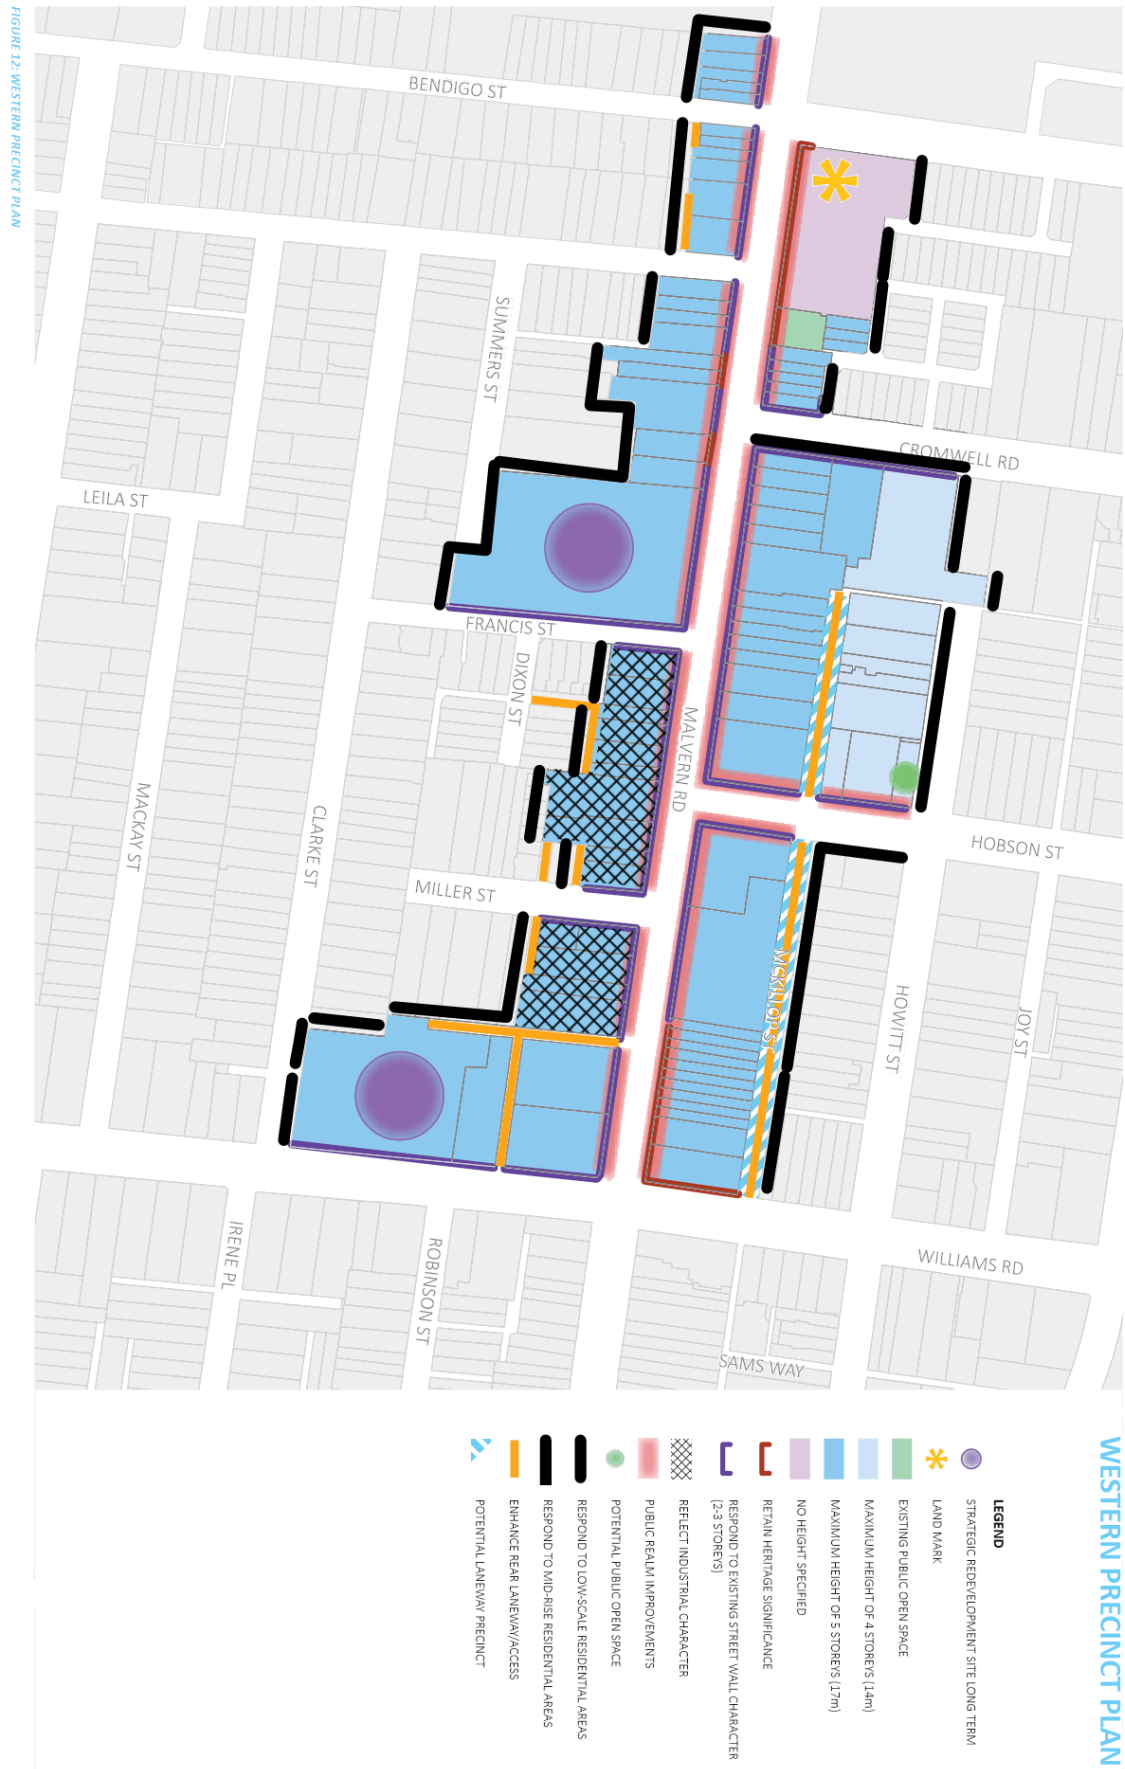 WESTERN PRECINCT PLAN
LEGEND
STRATEGIC REDEVELOPMENT SITE LONG TERM
LAND MARK
EXISTING PUBLIC OPEN SPACE
MAXIMUM HEIGHT OF 4 STOREYS (14m)
MAXIMUM HEIGHT OF 5 STOREYS (17m)
NO HEIGHT SPECIFIED
RETAIN HERITAGE SIGNIFICANCE
RESPOND TO EXISTING STREET WALL CHARACTER
(2-3 STOREYS)
REFLECT INDUSTRIAL CHARACTER
PUBLIC REALM IMPROVEMENTS
POTENTIAL PUBLIC OPEN SPACE
RESPOND TO LOW-SCALE RESIDENTIAL AREAS
RESPOND TO MID-RISE RESIDENTIAL AREAS
ENHANCE REAR LANEWAY/ACCESS
POTENTIAL LANEWAY PRECINCT
BENDIGO ST
SUMMERS ST
CROMWELL RD
LEILA ST
FRANCIS ST
DIXON ST
MALVERN RD
MACKAY ST
CLARKE ST
HOBSON ST
MILLER ST
MCKILLOP ST
HOWITT ST
JOY ST
IRENE PL
ROBINSON ST
WILLIAMS RD
SAMS WAY
FIGURE 12: WESTERN PRECINCT PLAN